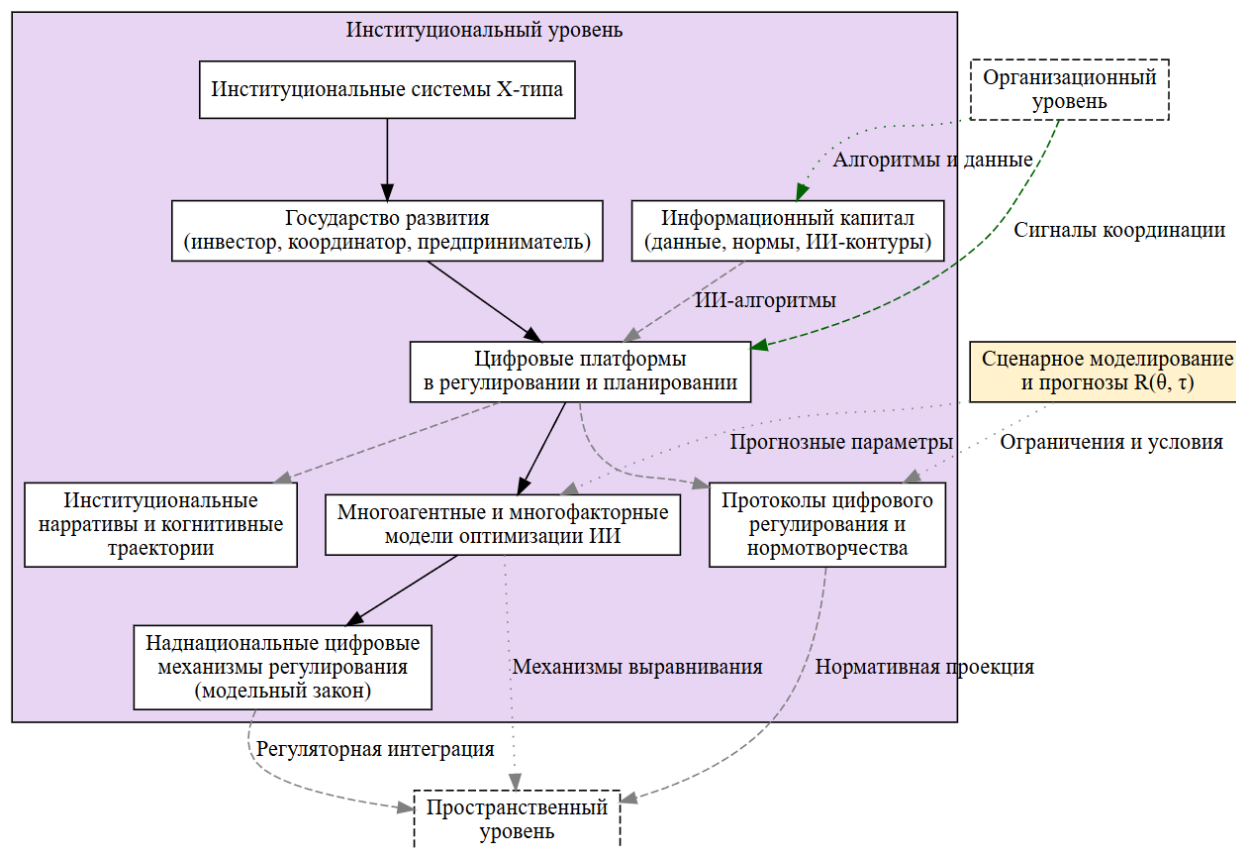 Институциональный уровень
Институциональные системы X-типа
Организационный
уровень
Алгоритмы и данные
Государство развития
(инвестор, координатор, предприниматель)
Информационный капитал
(данные, нормы, ИИ-контуры)
Сигналы координации
ИИ-алгоритмы
Цифровые платформы
в регулировании и планировании
Сценарное моделирование
и прогнозы R(θ, τ)
Прогнозные параметры
Ограничения и условия
Институциональные
нарративы и когнитивные
траектории
Многоагентные и многофакторные
модели оптимизации ИИ
Протоколы цифрового
регулирования и
нормотворчества
Наднациональные цифровые
механизмы регулирования
(модельный закон)
Механизмы выравнивания
Нормативная проекция
Регуляторная интеграция
Пространственный
уровень